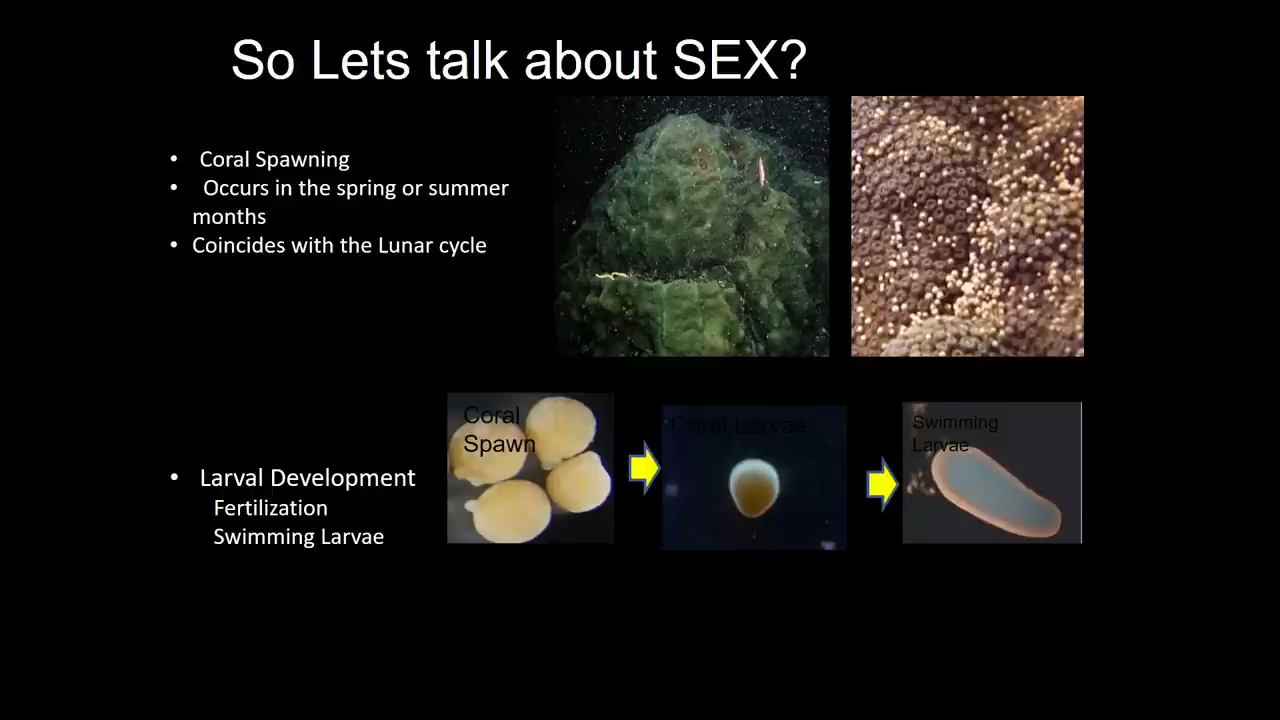 So Lets talk about SEX?
• Coral Spawning
• Occurs in the spring or summer
months
• Coincides with the Lunar cycle
• Larval Development
Fertilization
Swimming Larvae
Coral
Spawn
Coral Larvae
Swimming
Larvae